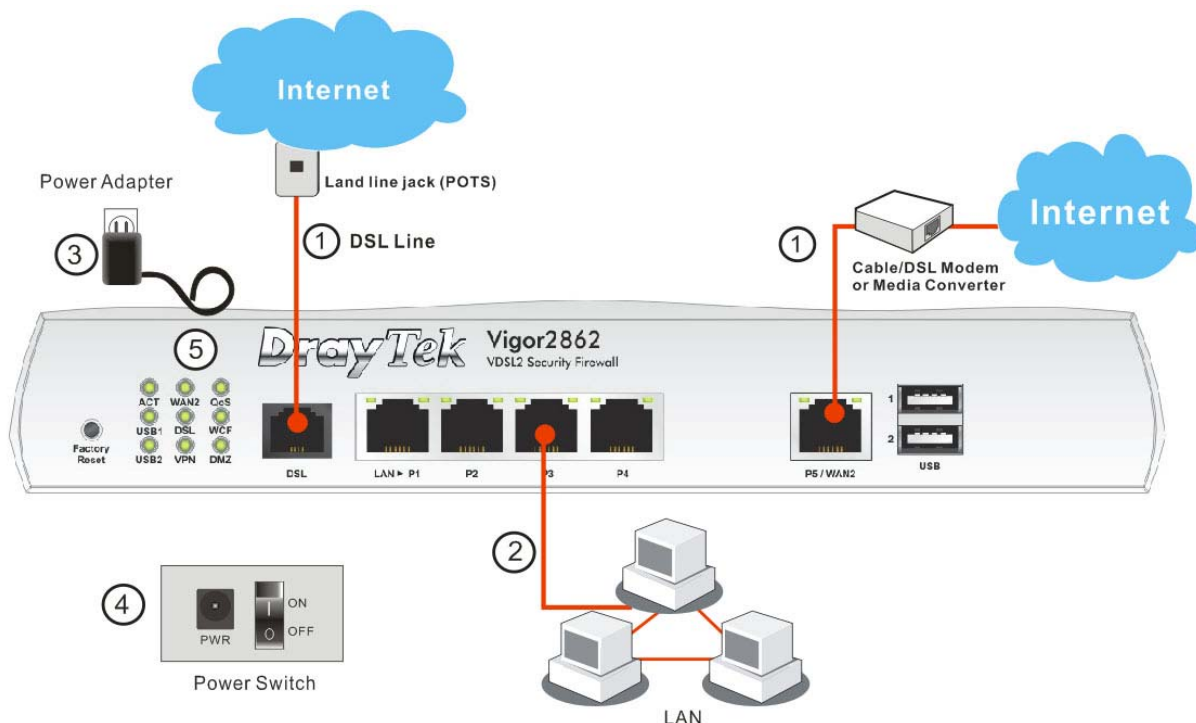 Internet
Land line jack (POTS)
Power Adapter
3
1 DSL Line
1
Cable/DSL Modem
or Media Converter
Internet
5
DrayTek
Vigor2862
VDSL2 Security Firewall
ACT WAN2 QoS
USB1 DSL WCF
USB2 VPN DMZ
Factory
Reset
DSL
LAN ► P1
P2
P3
P4
P5 / WAN2
1
2
USB
2
4
PWR
ON
I
O
OFF
Power Switch
LAN